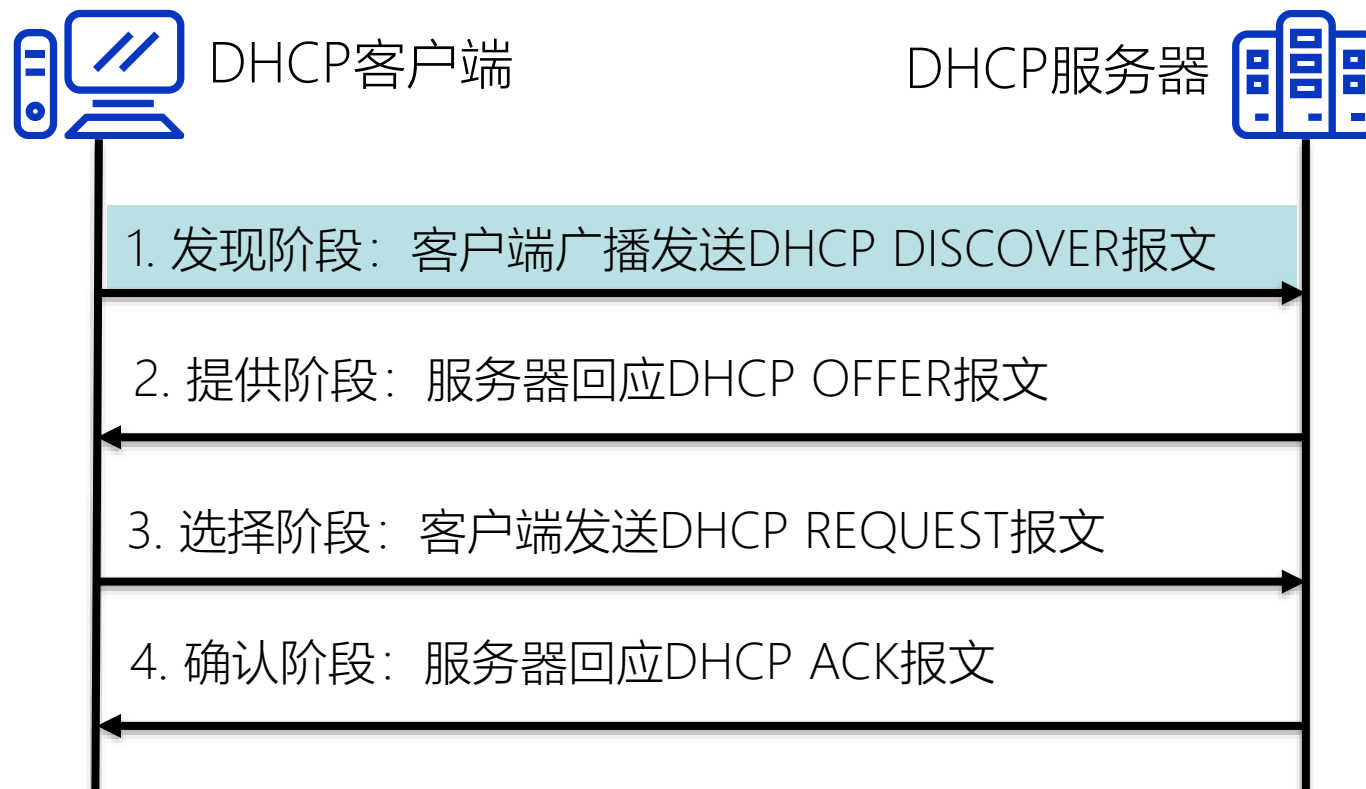 DHCP客户端
DHCP服务器
1. 发现阶段：客户端广播发送DHCP DISCOVER报文
2. 提供阶段：服务器回应DHCP OFFER报文
3. 选择阶段：客户端发送DHCP REQUEST报文
4. 确认阶段：服务器回应DHCP ACK报文